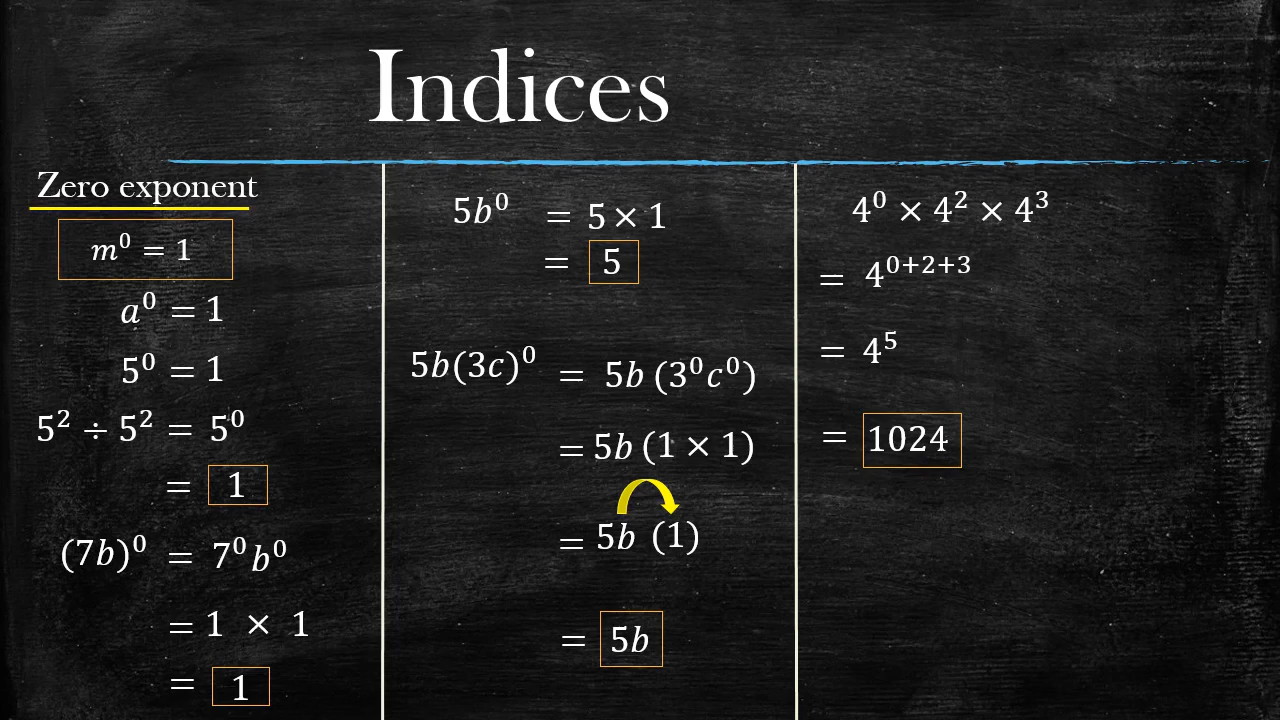 Indices
Zero exponent
m⁰ = 1
a⁰ = 1
5⁰ = 1
5² ÷ 5² = 5⁰
= 1
(7b)⁰ = 7⁰b⁰
= 1 × 1
= 1
5b⁰ = 5 × 1
= 5
5b(3c)⁰ = 5b (3⁰c⁰)
= 5b (1 × 1)
= 5b (1)
= 5b
4⁰ × 4² × 4³
= 4⁰⁺²⁺³
= 4⁵
= 1024